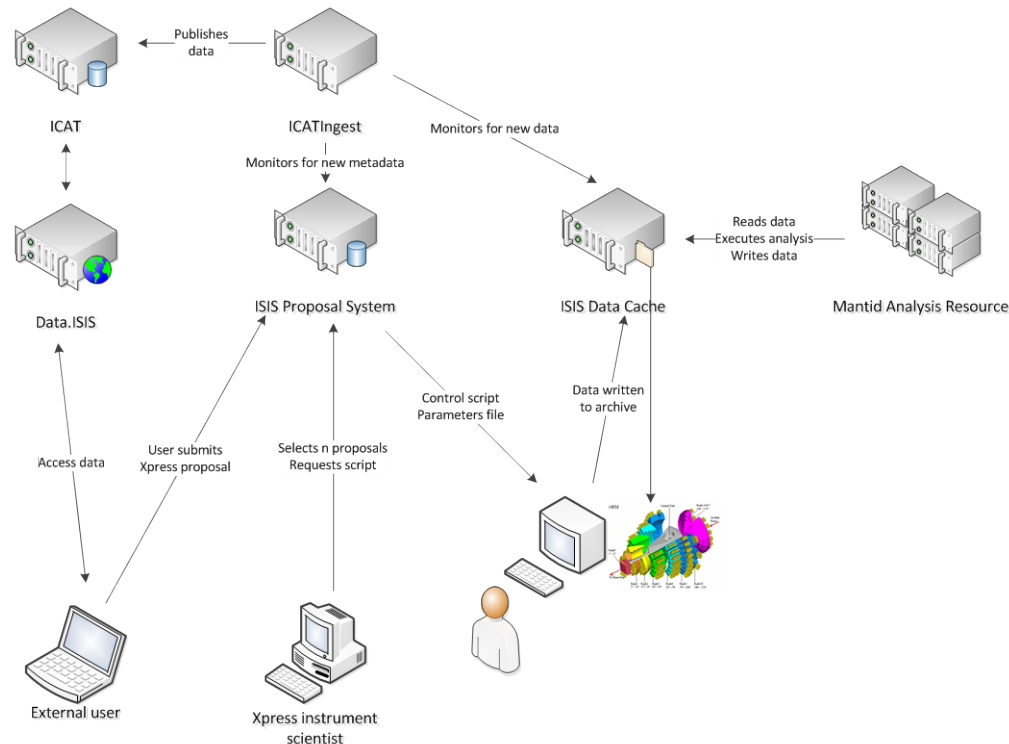 Publishes
data
ICAT
ICATIngest
Monitors for new data
Monitors for new metadata
Reads data
Executes analysis
Writes data
Data.ISIS
ISIS Proposal System
ISIS Data Cache
Mantid Analysis Resource
Control script
Parameters file
Data written
to archive
Access data
User submits
Xpress proposal
Selects n proposals
Requests script
External user
Xpress instrument
scientist